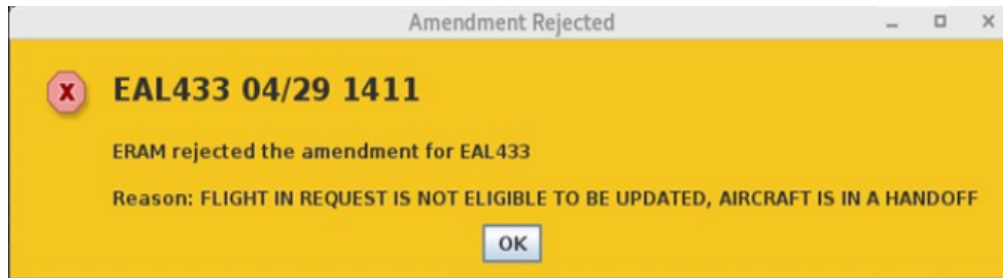 Amendment Rejected
X
EAL433 04/29 1411
ERAM rejected the amendment for EAL433
Reason: FLIGHT IN REQUEST IS NOT ELIGIBLE TO BE UPDATED, AIRCRAFT IS IN A HANDOFF
OK